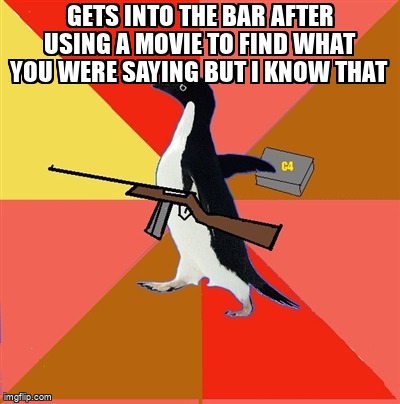 GETS INTO THE BAR AFTER
USING A MOVIE TO FIND WHAT
YOU WERE SAYING BUT I KNOW THAT
C4
imgflip.com